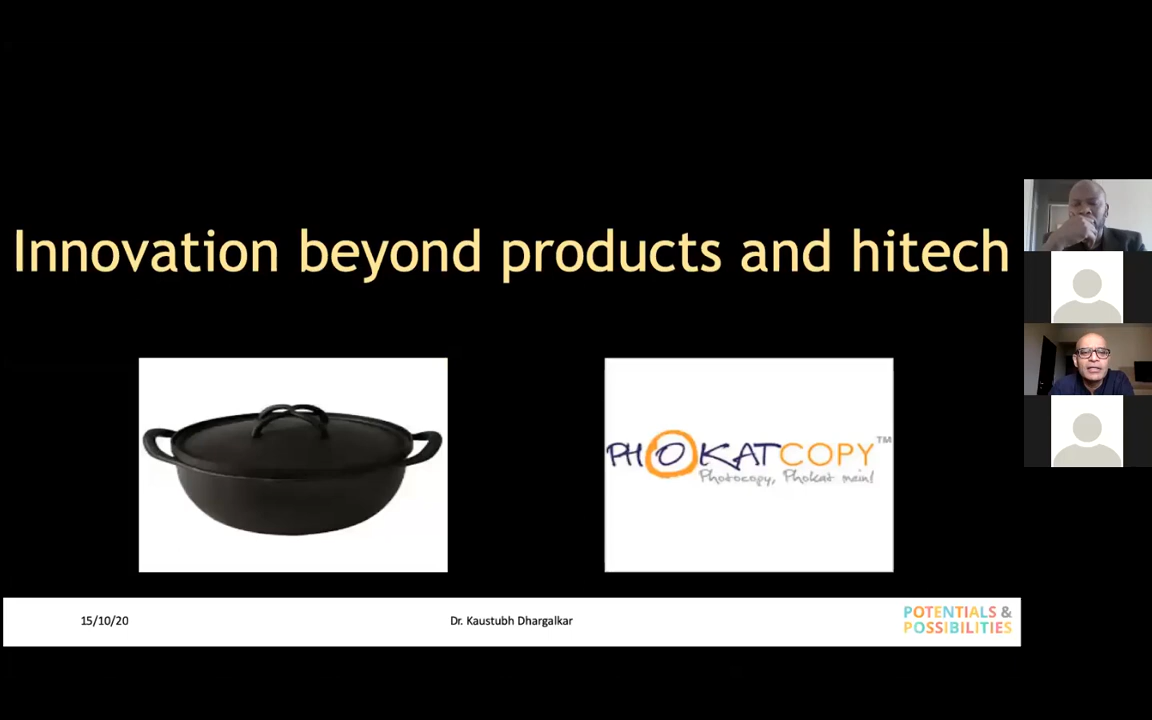 Innovation beyond products and hitech
PHOKATCOPY™
Photocopy, Phokat mein!
15/10/20
Dr. Kaustubh Dhargalkar
POTENTIALS &
POSSIBILITIES